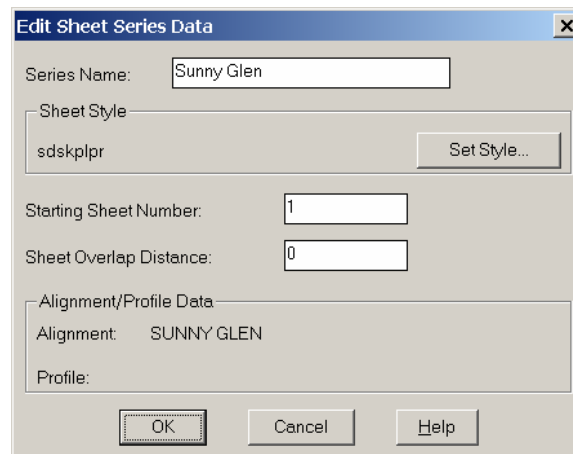 Edit Sheet Series Data
Series Name: Sunny Glen
Sheet Style
sdskplpr Set Style...
Starting Sheet Number: 1
Sheet Overlap Distance: 0
Alignment/Profile Data
Alignment: SUNNY GLEN
Profile:
OK Cancel Help